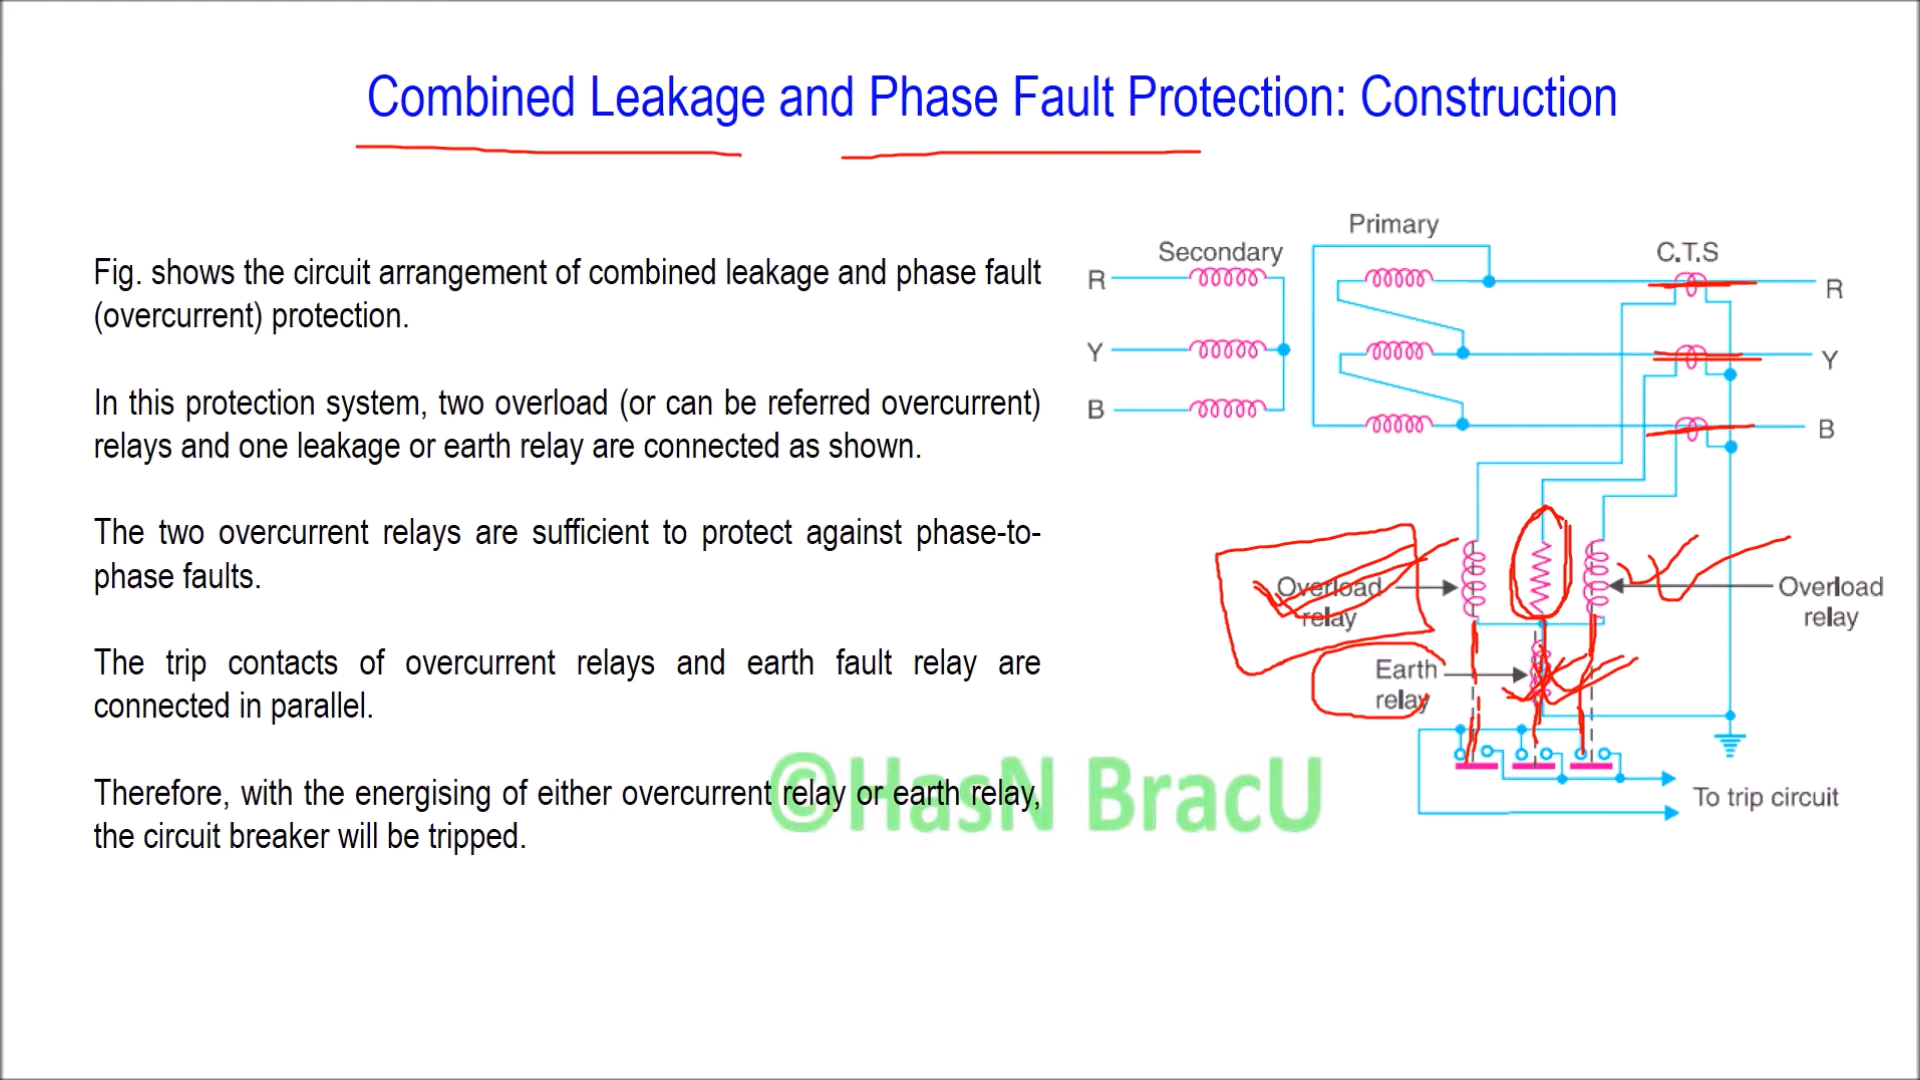 Combined Leakage and Phase Fault Protection: Construction
Fig. shows the circuit arrangement of combined leakage and phase fault
(overcurrent) protection.
In this protection system, two overload (or can be referred overcurrent)
relays and one leakage or earth relay are connected as shown.
The two overcurrent relays are sufficient to protect against phase-to-
phase faults.
The trip contacts of overcurrent relays and earth fault relay are
connected in parallel.
Therefore, with the energising of either overcurrent relay or earth relay,
the circuit breaker will be tripped.
Primary
Secondary
C.T.S
R
R
Y
Y
B
B
Overload
relay
Overload
relay
Earth
relay
To trip circuit
©HasN BracU